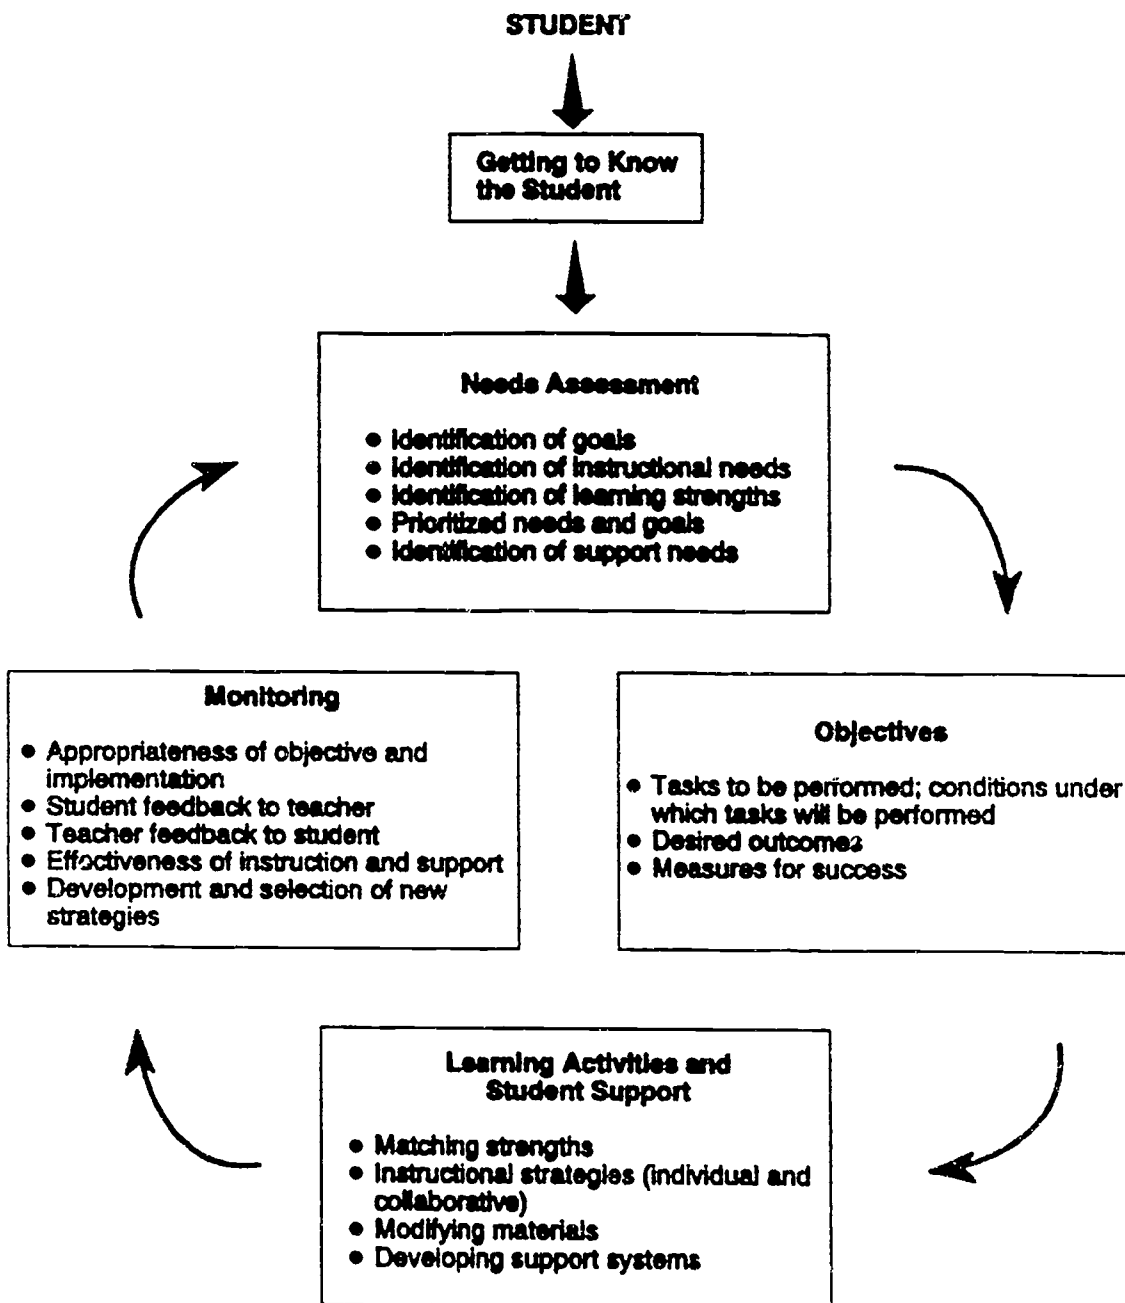 STUDENT
Getting to Know
the Student
Needs Assessment
● Identification of goals
● Identification of instructional needs
● Identification of learning strengths
● Prioritized needs and goals
● Identification of support needs
Monitoring
● Appropriateness of objective and
implementation
● Student feedback to teacher
● Teacher feedback to student
● Effectiveness of instruction and support
● Development and selection of new
strategies
Objectives
● Tasks to be performed; conditions under
which tasks will be performed
● Desired outcomes
● Measures for success
Learning Activities and
Student Support
● Matching strengths
● Instructional strategies (individual and
collaborative)
● Modifying materials
● Developing support systems